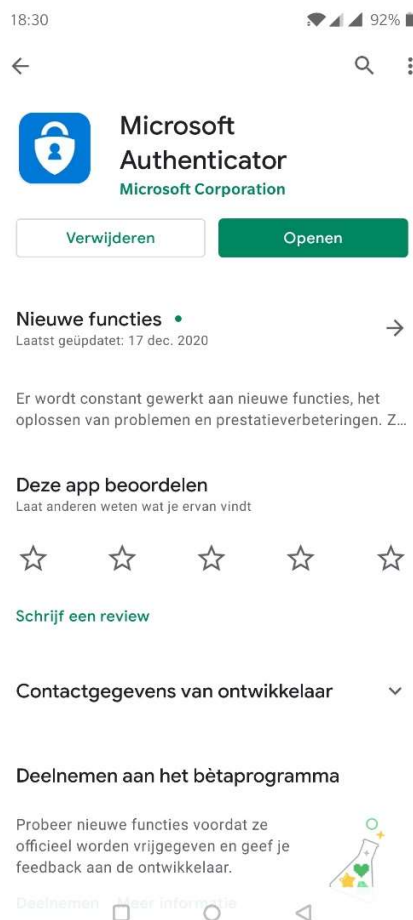 18:30
92%
Microsoft
Authenticator
Microsoft Corporation
Verwijderen
Openen
Nieuwe functies
Laatst geüpdatet: 17 dec. 2020
Er wordt constant gewerkt aan nieuwe functies, het
oplossen van problemen en prestatieverbeteringen. Z...
Deze app beoordelen
Laat anderen weten wat je ervan vindt
Schrijf een review
Contactgegevens van ontwikkelaar
Deelnemen aan het bètaprogramma
Probeer nieuwe functies voordat ze
officieel worden vrijgegeven en geef je
feedback aan de ontwikkelaar.
Deelnemen Meer informatie